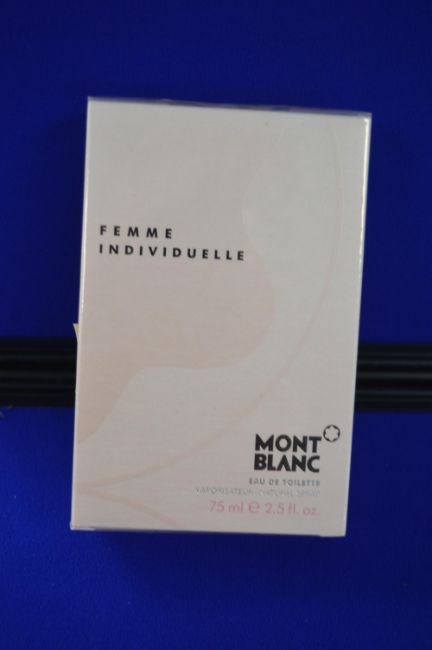 FEMME
INDIVIDUELLE
MONT
BLANC
EAU DE TOILETTE
VAPORISATEUR-NATURAL SPRAY
75 ml e 2.5 fl. oz.